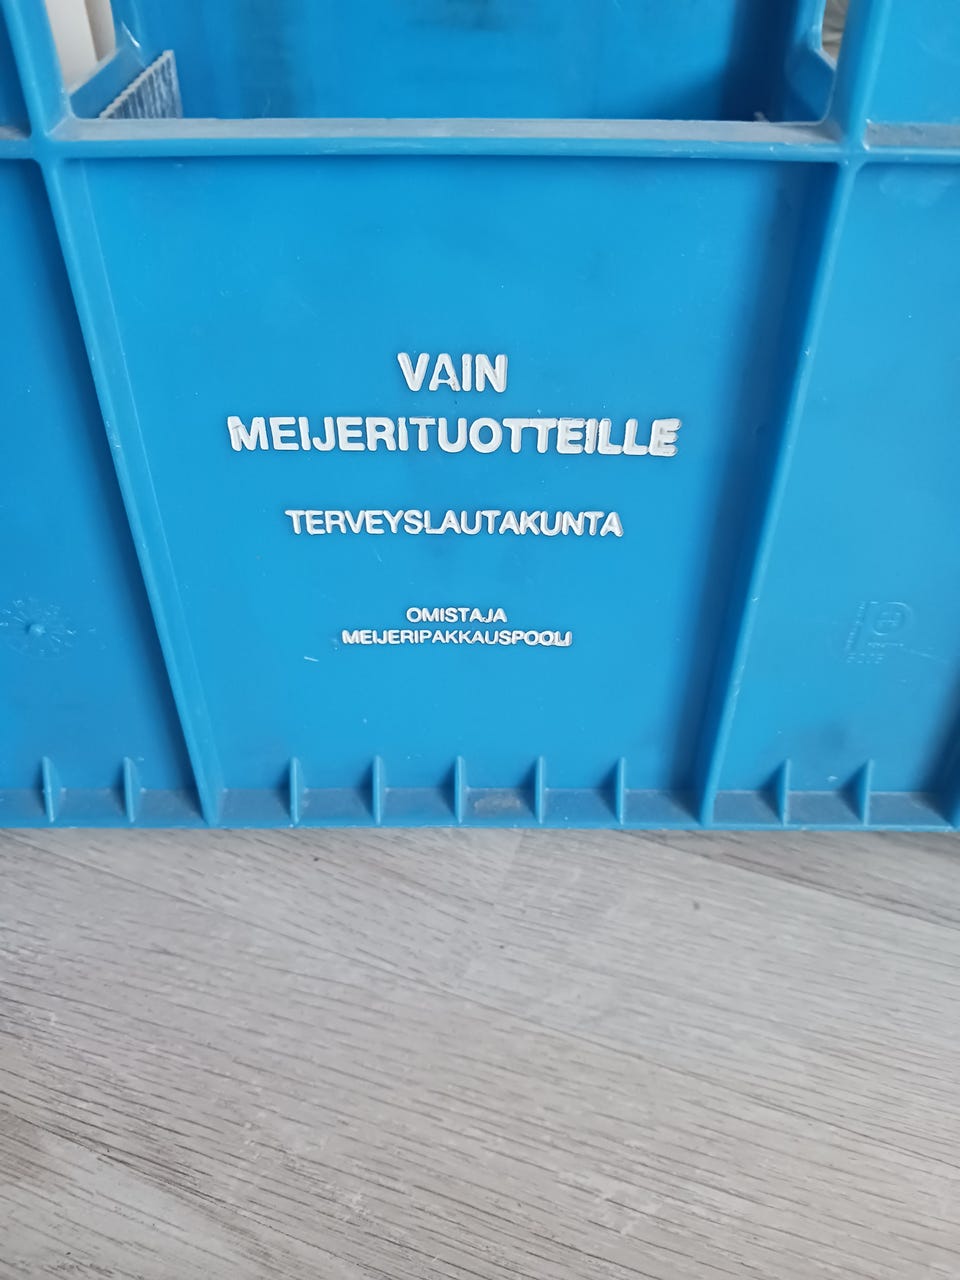 VAIN
MEIJERITUOTTEILLE
TERVEYSLAUTAKUNTA
OMISTAJA
MEIJERIPAKKAUSPOOLI